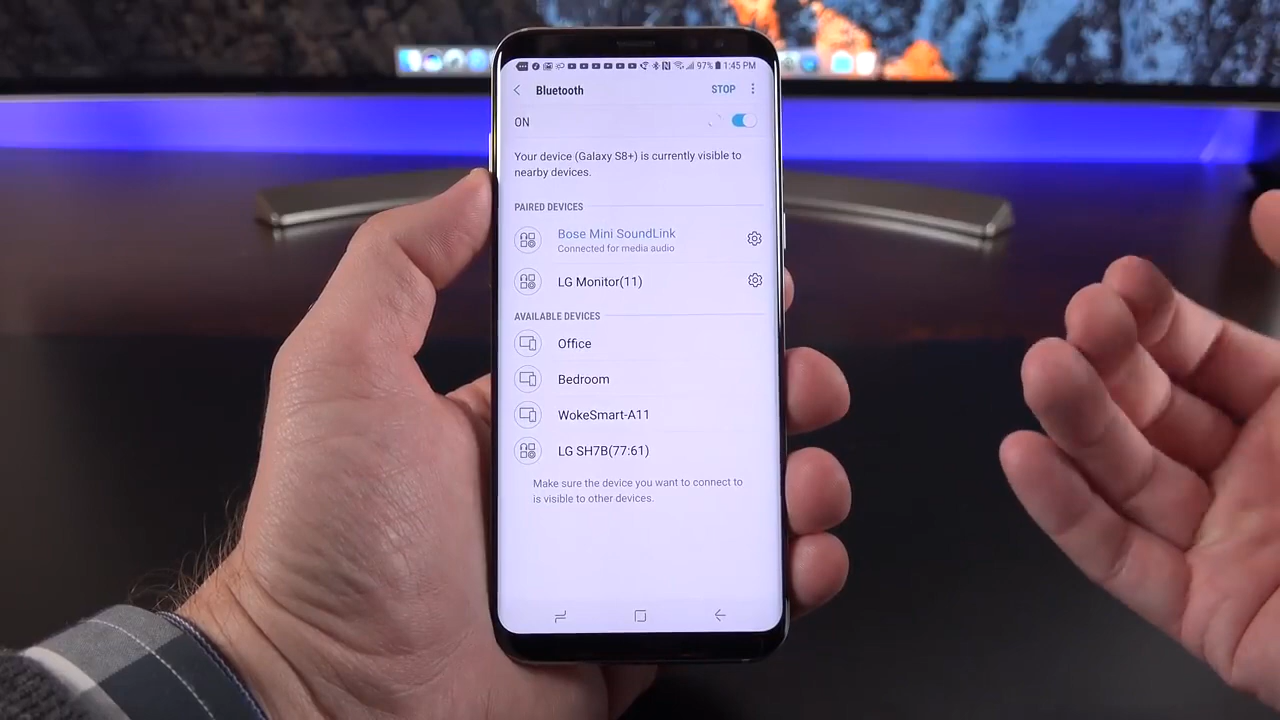 97% 1:45 PM
Bluetooth STOP
ON
Your device (Galaxy S8+) is currently visible to
nearby devices.
PAIRED DEVICES
Bose Mini SoundLink
Connected for media audio
LG Monitor(11)
AVAILABLE DEVICES
Office
Bedroom
WokeSmart-A11
LG SH7B(77:61)
Make sure the device you want to connect to
is visible to other devices.